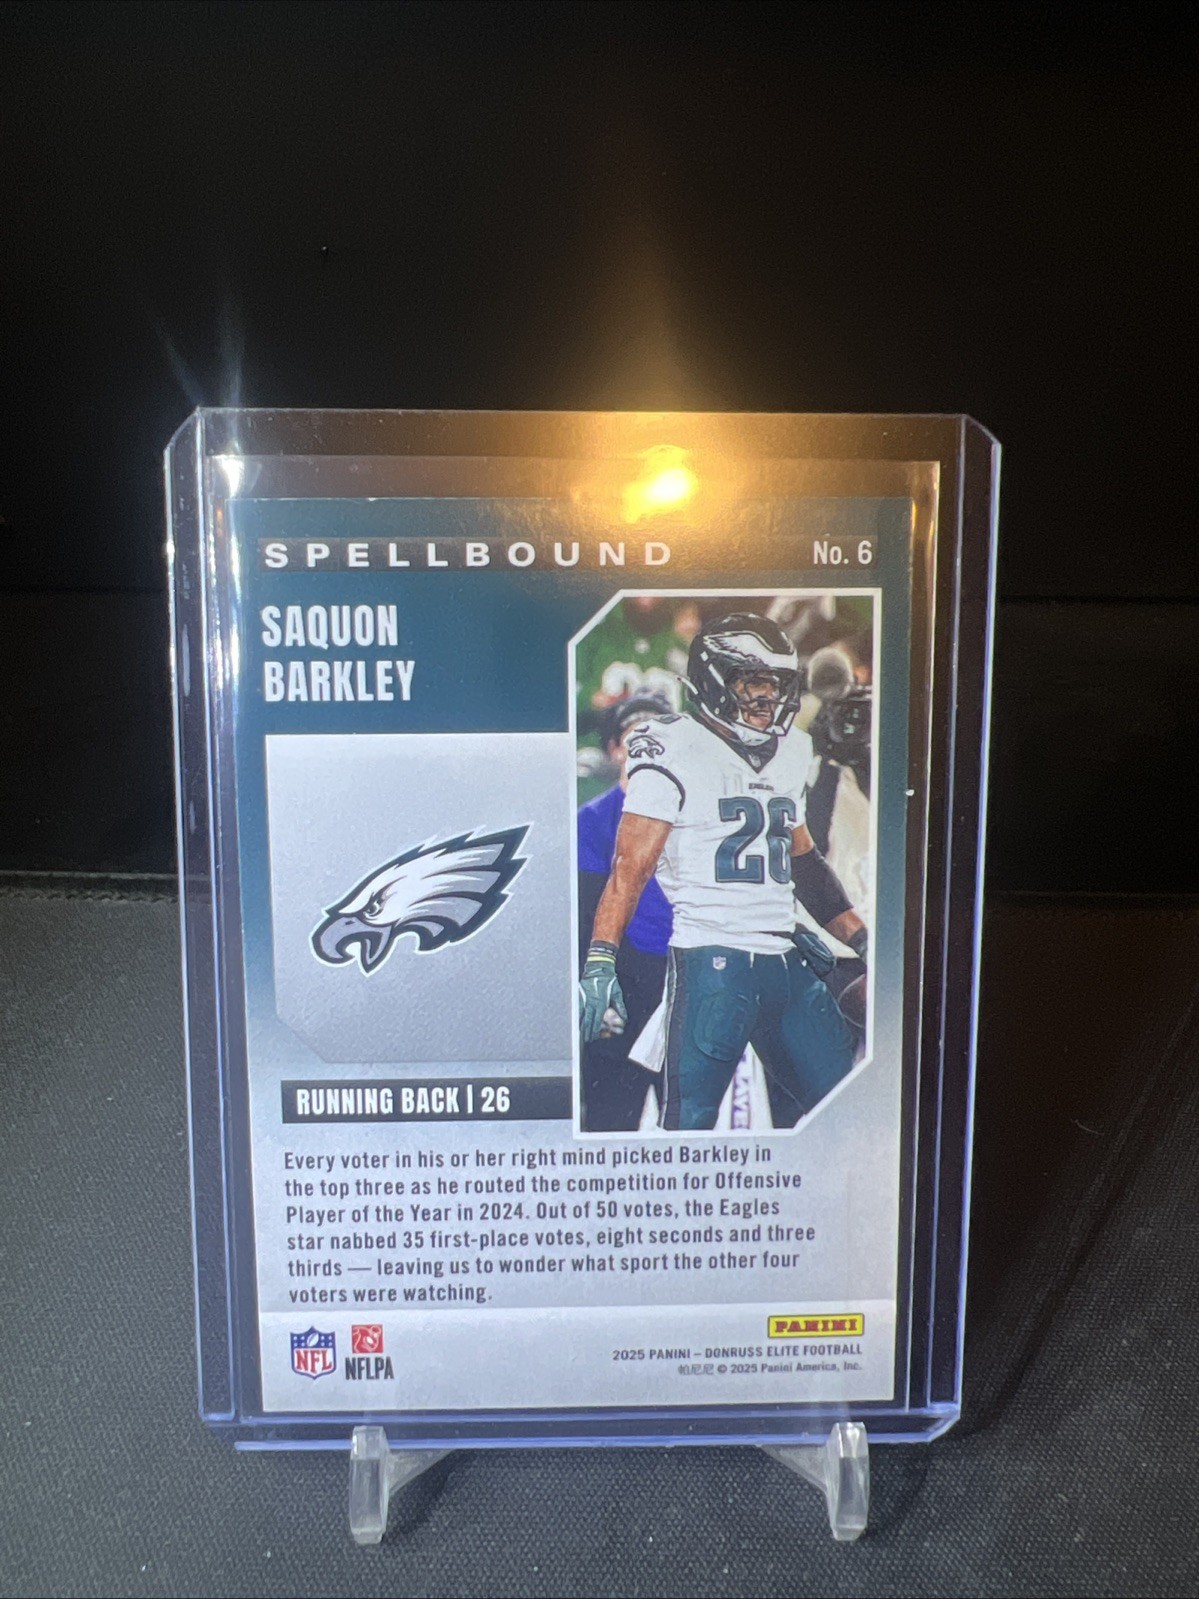 SPELLBOUND No. 6
SAQUON
BARKLEY
EAGLES
26
RUNNING BACK | 26
Every voter in his or her right mind picked Barkley in
the top three as he routed the competition for Offensive
Player of the Year in 2024. Out of 50 votes, the Eagles
star nabbed 35 first-place votes, eight seconds and three
thirds — leaving us to wonder what sport the other four
voters were watching.
NFL
NFLPA
PANINI
2025 PANINI – DONRUSS ELITE FOOTBALL
帕尼尼 © 2025 Panini America, Inc.